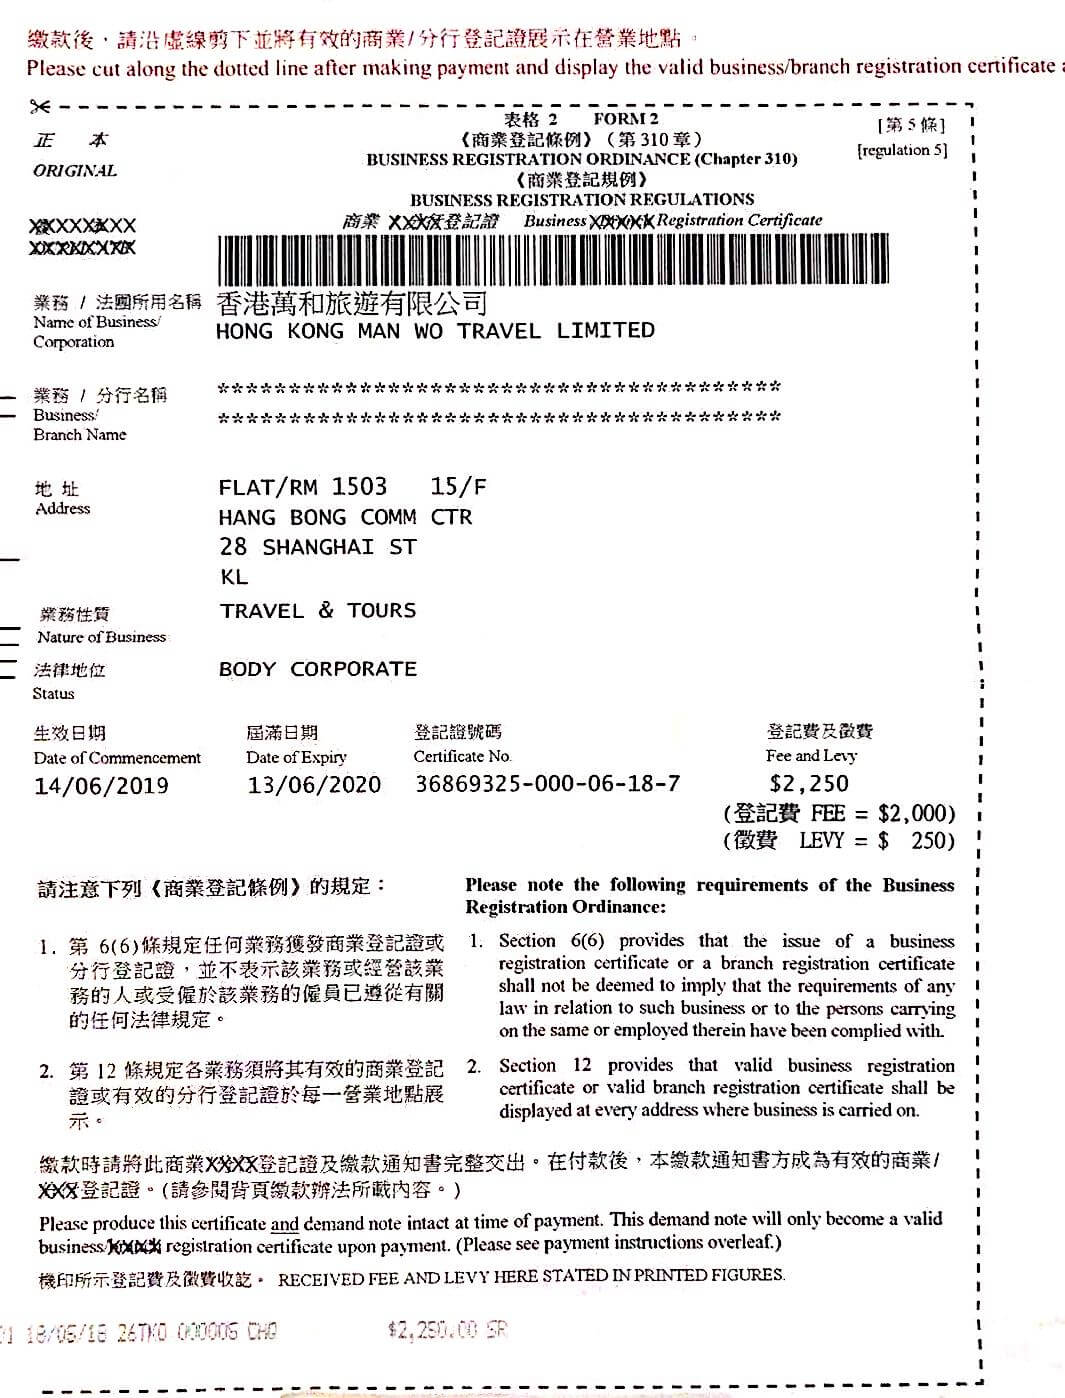 繳款後，請沿虛線剪下並將有效的商業/分行登記證展示在營業地點。
Please cut along the dotted line after making payment and display the valid business/branch registration certificate
正 本
ORIGINAL
表格 2 FORM 2
《商業登記條例》（第 310 章）
BUSINESS REGISTRATION ORDINANCE (Chapter 310)
《商業登記規例》
BUSINESS REGISTRATION REGULATIONS
[第 5 條]
[regulation 5]
商業 XXX登記證 Business XXXXX Registration Certificate
業務 / 法團所用名稱 香港萬和旅遊有限公司
Name of Business/
Corporation
HONG KONG MAN WO TRAVEL LIMITED
業務 / 分行名稱
Business/
Branch Name
****************************************
****************************************
地 址
Address
FLAT/RM 1503 15/F
HANG BONG COMM CTR
28 SHANGHAI ST
KL
業務性質
Nature of Business
TRAVEL & TOURS
法律地位
Status
BODY CORPORATE
生效日期 屆滿日期 登記證號碼 登記費及徵費
Date of Commencement Date of Expiry Certificate No. Fee and Levy
14/06/2019 13/06/2020 36869325-000-06-18-7 $2,250
(登記費 FEE = $2,000)
(徵費 LEVY = $ 250)
請注意下列《商業登記條例》的規定：
1. 第 6(6)條規定任何業務獲發商業登記證或
分行登記證，並不表示該業務或經營該業
務的人或受僱於該業務的僱員已遵從有關
的任何法律規定。
2. 第 12 條規定各業務須將其有效的商業登記
證或有效的分行登記證於每一營業地點展
示。
Please note the following requirements of the Business
Registration Ordinance:
1. Section 6(6) provides that the issue of a business
registration certificate or a branch registration certificate
shall not be deemed to imply that the requirements of any
law in relation to such business or to the persons carrying
on the same or employed therein have been complied with.
2. Section 12 provides that valid business registration
certificate or valid branch registration certificate shall be
displayed at every address where business is carried on.
繳款時請將此商業XXXX登記證及繳款通知書完整交出。在付款後，本繳款通知書方成為有效的商業/
XXX登記證。(請參閱背頁繳款辦法所載內容。)
Please produce this certificate and demand note intact at time of payment. This demand note will only become a valid
business/XXXX registration certificate upon payment. (Please see payment instructions overleaf.)
機印所示登記費及徵費收訖。 RECEIVED FEE AND LEVY HERE STATED IN PRINTED FIGURES.
$2,250.00 SR